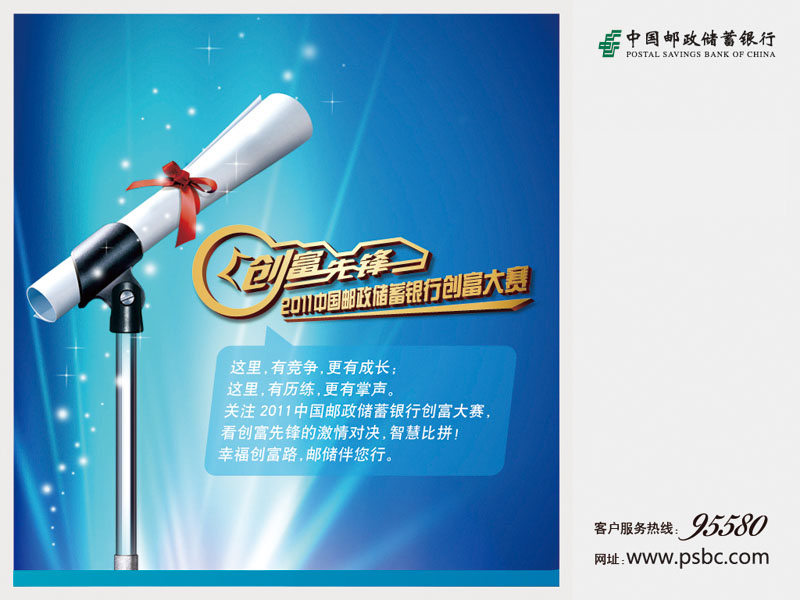 中国邮政储蓄银行
POSTAL SAVINGS BANK OF CHINA
创富先锋
2011中国邮政储蓄银行创富大赛
这里,有竞争,更有成长;
这里,有历练,更有掌声。
关注 2011中国邮政储蓄银行创富大赛,
看创富先锋的激情对决,智慧比拼!
幸福创富路,邮储伴您行。
客户服务热线: 95580
网址: www.psbc.com